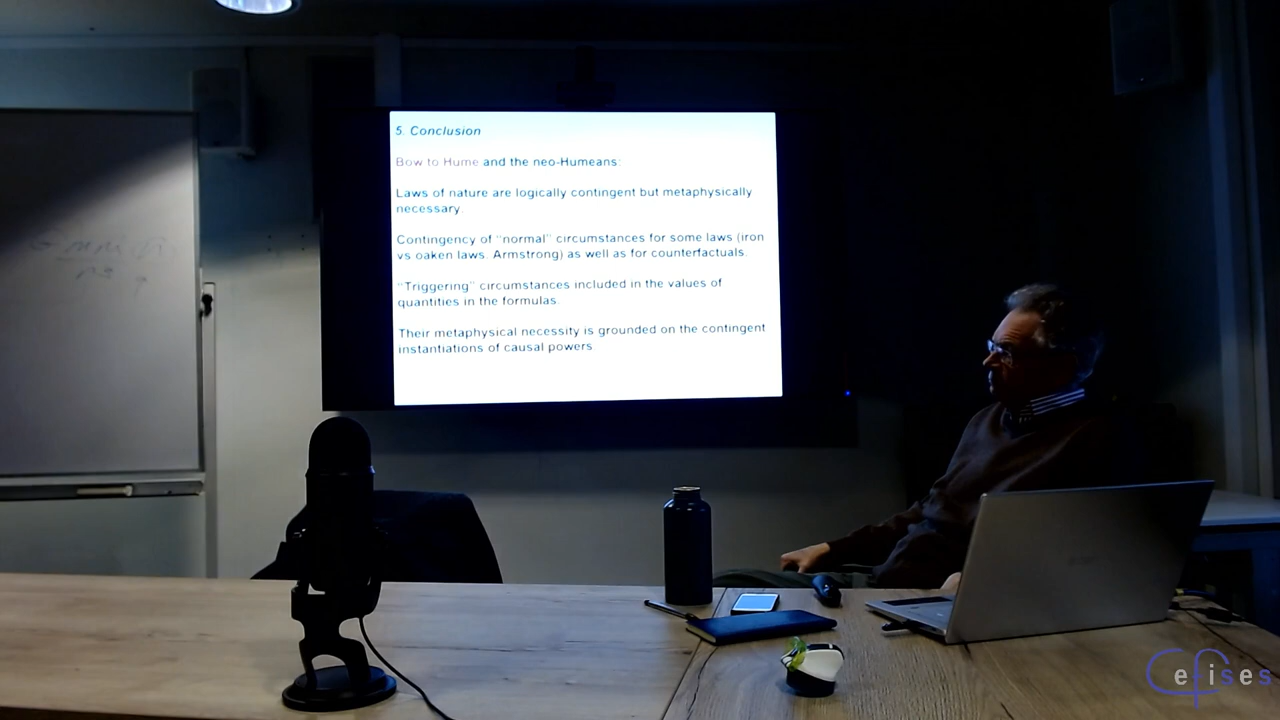 5. Conclusion
Bow to Hume and the neo-Humeans:
Laws of nature are logically contingent but metaphysically
necessary.
Contingency of "normal" circumstances for some laws (iron
vs oaken laws. Armstrong) as well as for counterfactuals.
"Triggering" circumstances included in the values of
quantities in the formulas.
Their metaphysical necessity is grounded on the contingent
instantiations of causal powers
Cefises